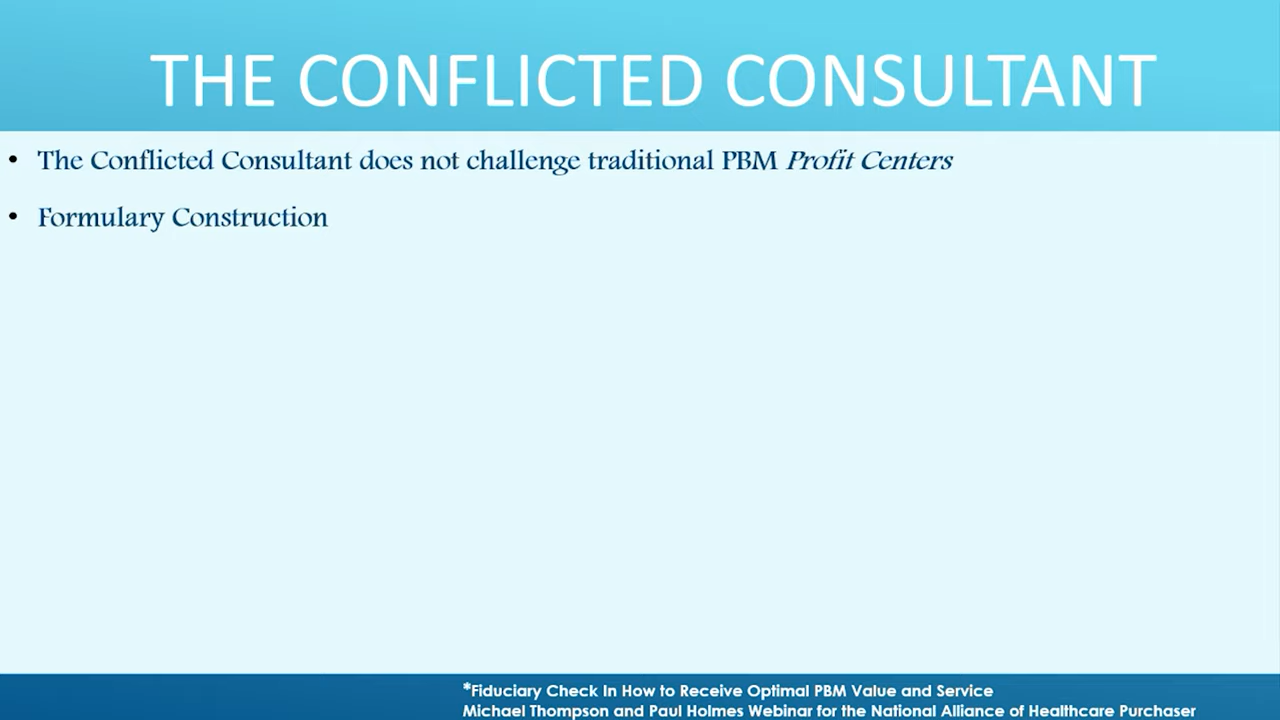 THE CONFLICTED CONSULTANT
• The Conflicted Consultant does not challenge traditional PBM Profit Centers
• Formulary Construction
*Fiduciary Check In How to Receive Optimal PBM Value and Service
Michael Thompson and Paul Holmes Webinar for the National Alliance of Healthcare Purchaser